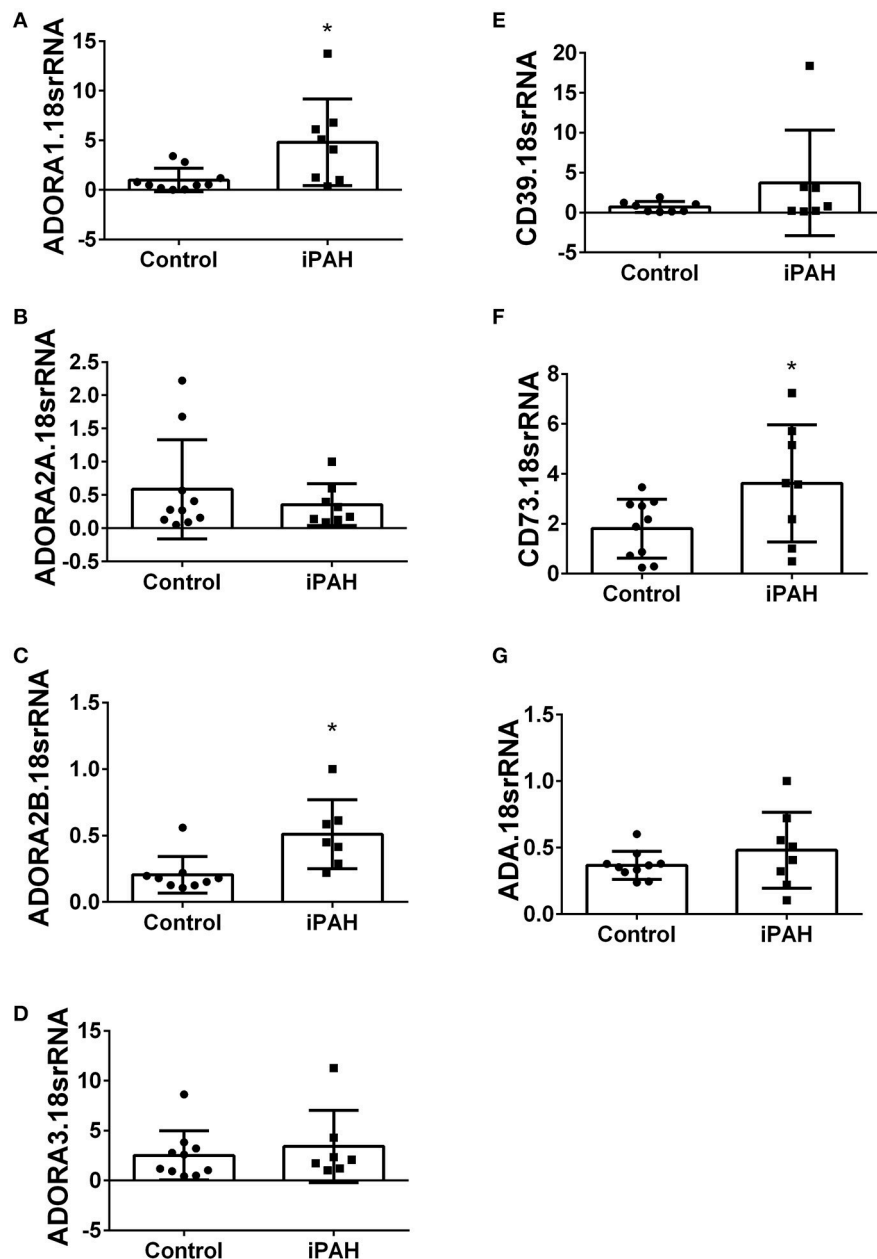 A
ADORA1.18srRNA
15
10
5
0
-5
*
Control
iPAH
B
ADORA2A.18srRNA
2.5
2.0
1.5
1.0
0.5
0.0
-0.5
Control
iPAH
C
ADORA2B.18srRNA
1.5
1.0
0.5
0.0
*
Control
iPAH
D
ADORA3.18srRNA
15
10
5
0
-5
Control
iPAH
E
CD39.18srRNA
20
15
10
5
0
-5
Control
iPAH
F
CD73.18srRNA
8
6
4
2
0
*
Control
iPAH
G
ADA.18srRNA
1.5
1.0
0.5
0.0
Control
iPAH